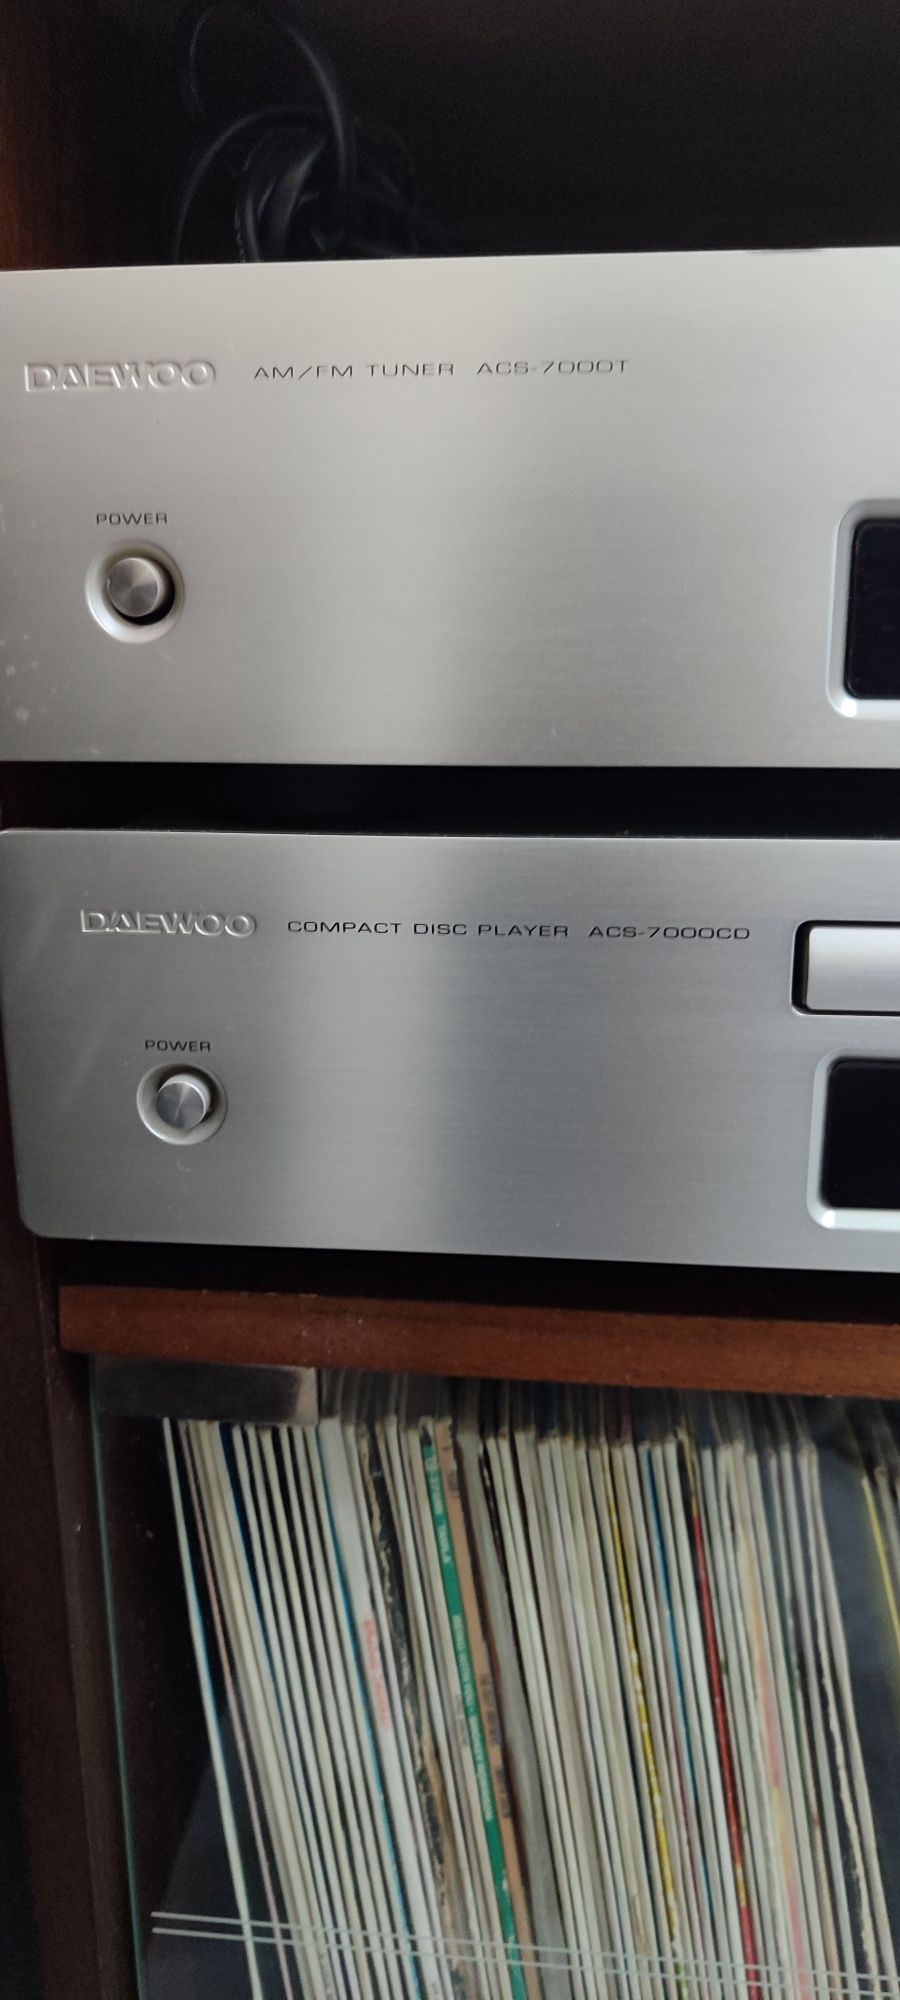 DAEWOO AM/FM TUNER ACS-7000T
POWER
DAEWOO COMPACT DISC PLAYER ACS-7000CD
POWER